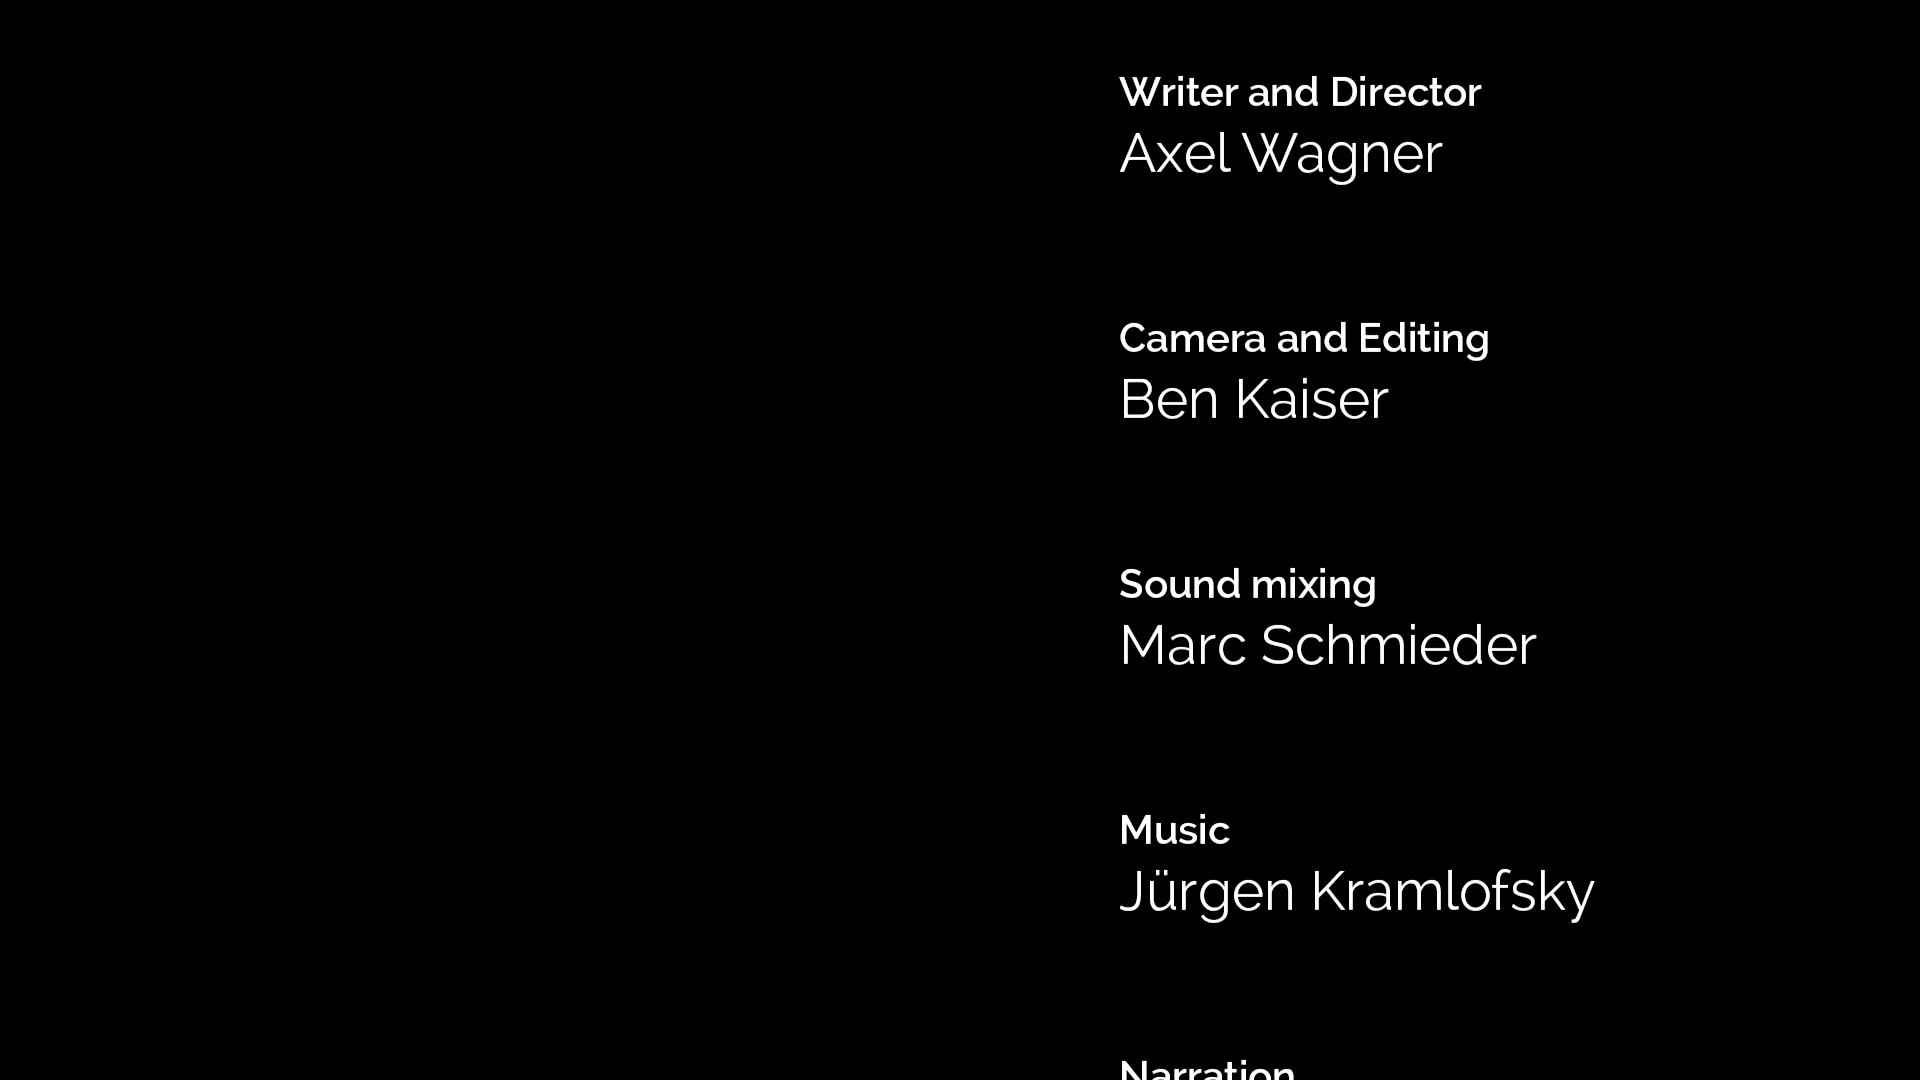 Writer and Director
Axel Wagner
Camera and Editing
Ben Kaiser
Sound mixing
Marc Schmieder
Music
Jürgen Kramlofsky
Narration